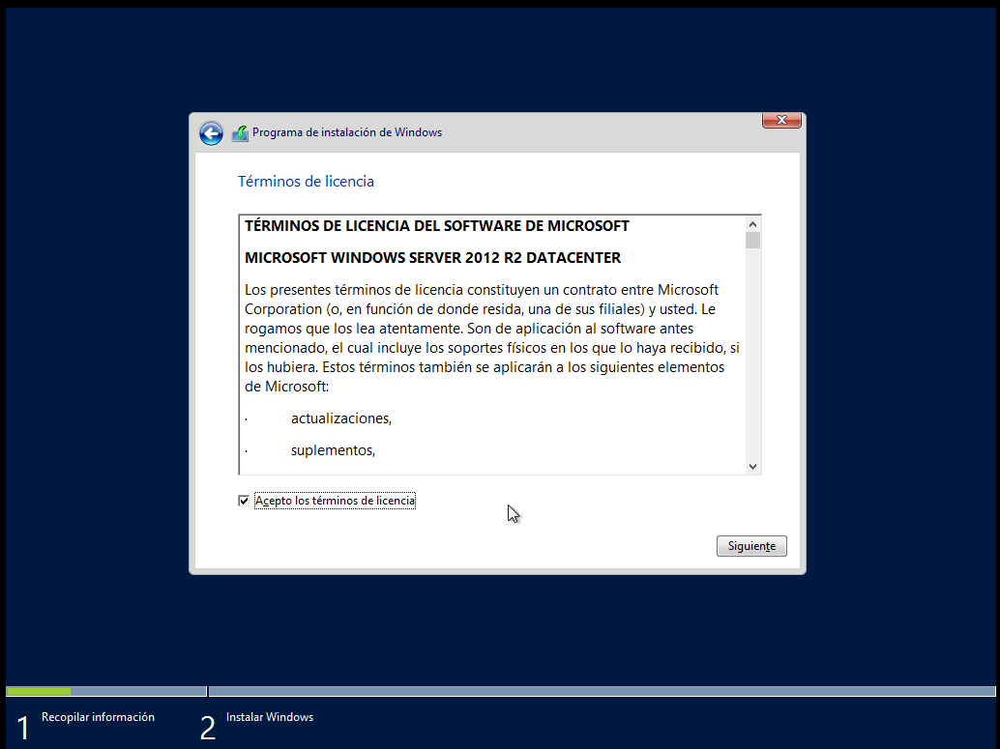 Programa de instalación de Windows
Términos de licencia
TÉRMINOS DE LICENCIA DEL SOFTWARE DE MICROSOFT
MICROSOFT WINDOWS SERVER 2012 R2 DATACENTER
Los presentes términos de licencia constituyen un contrato entre Microsoft
Corporation (o, en función de donde resida, una de sus filiales) y usted. Le
rogamos que los lea atentamente. Son de aplicación al software antes
mencionado, el cual incluye los soportes físicos en los que lo haya recibido, si
los hubiera. Estos términos también se aplicarán a los siguientes elementos
de Microsoft:
· actualizaciones,
· suplementos,
Acepto los términos de licencia
Siguiente
1 Recopilar información
2 Instalar Windows